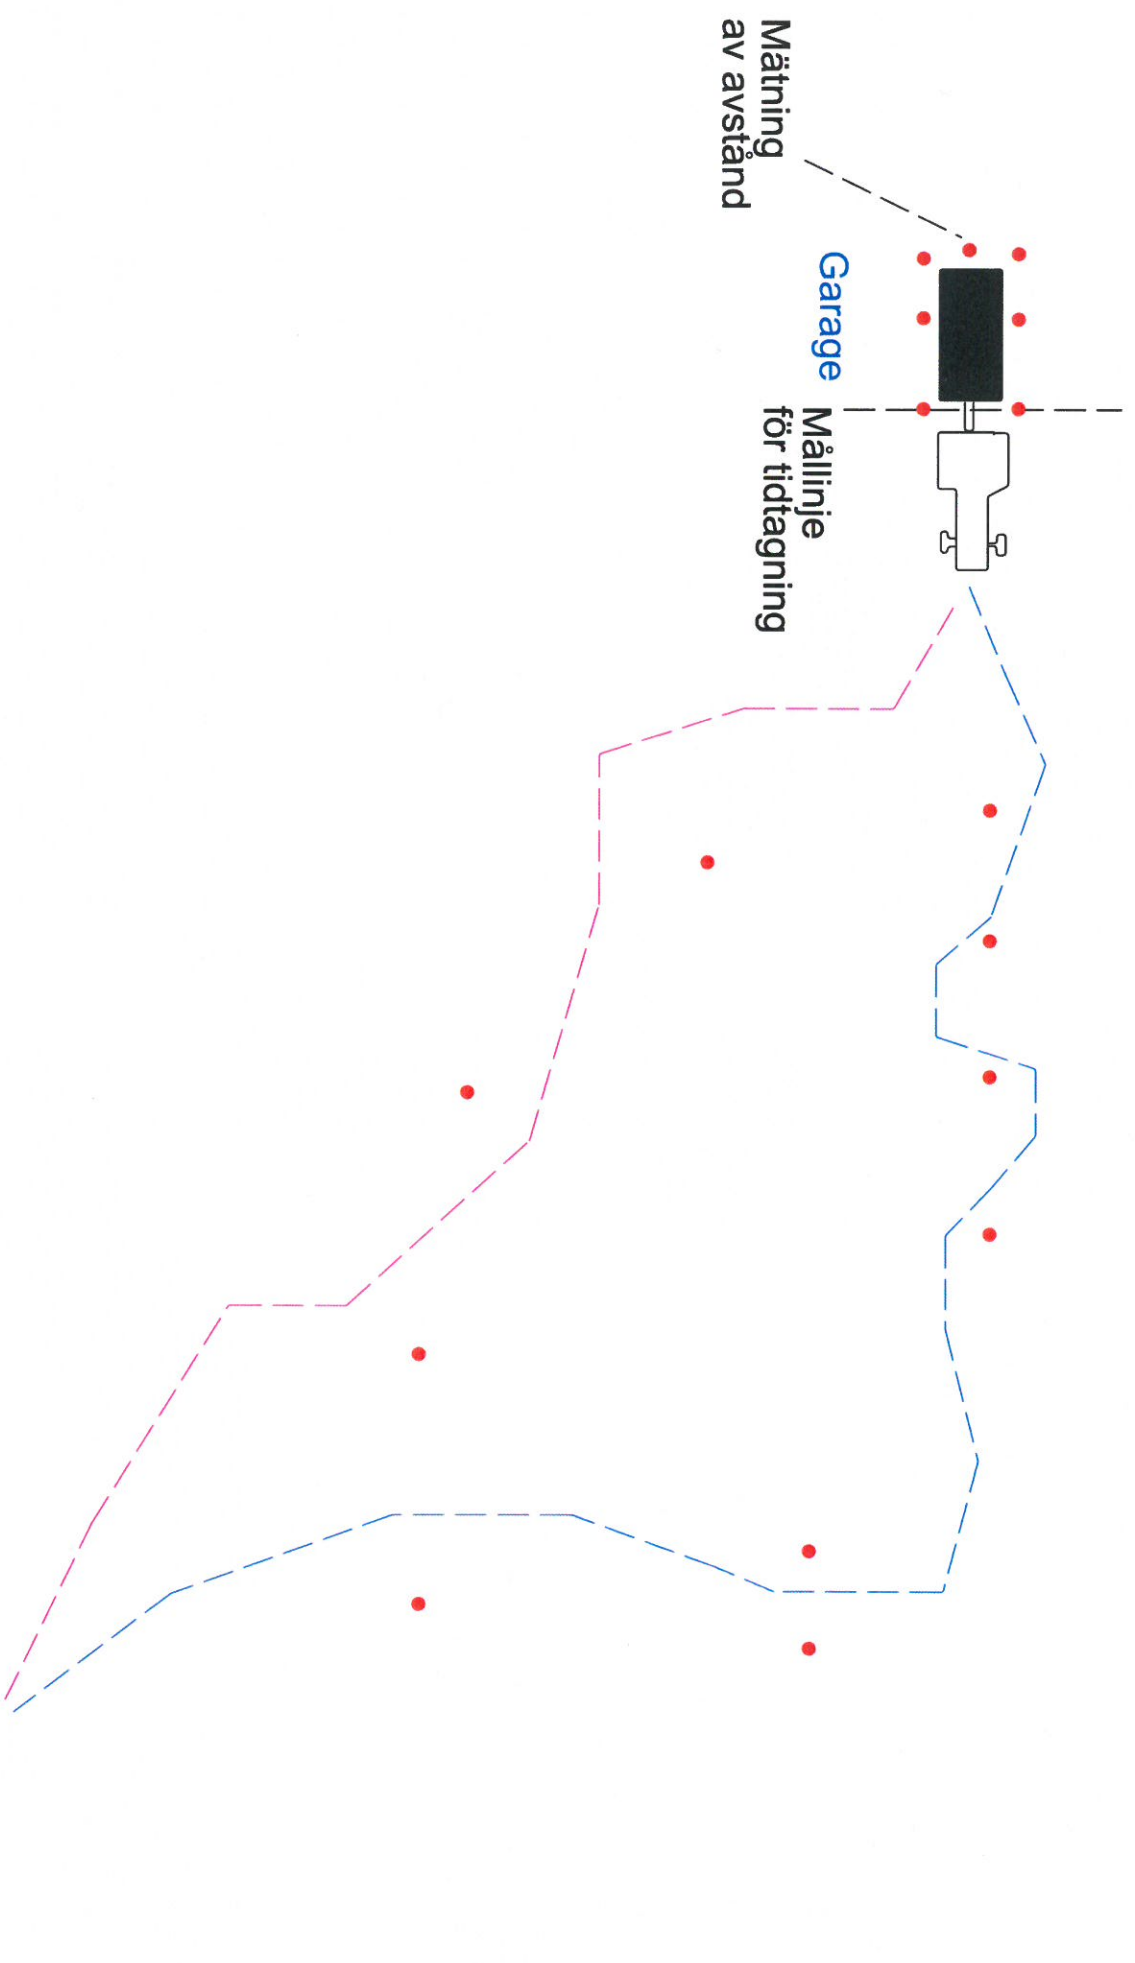 Mätning
av avstånd
Garage
Mållinje
för tidtagning